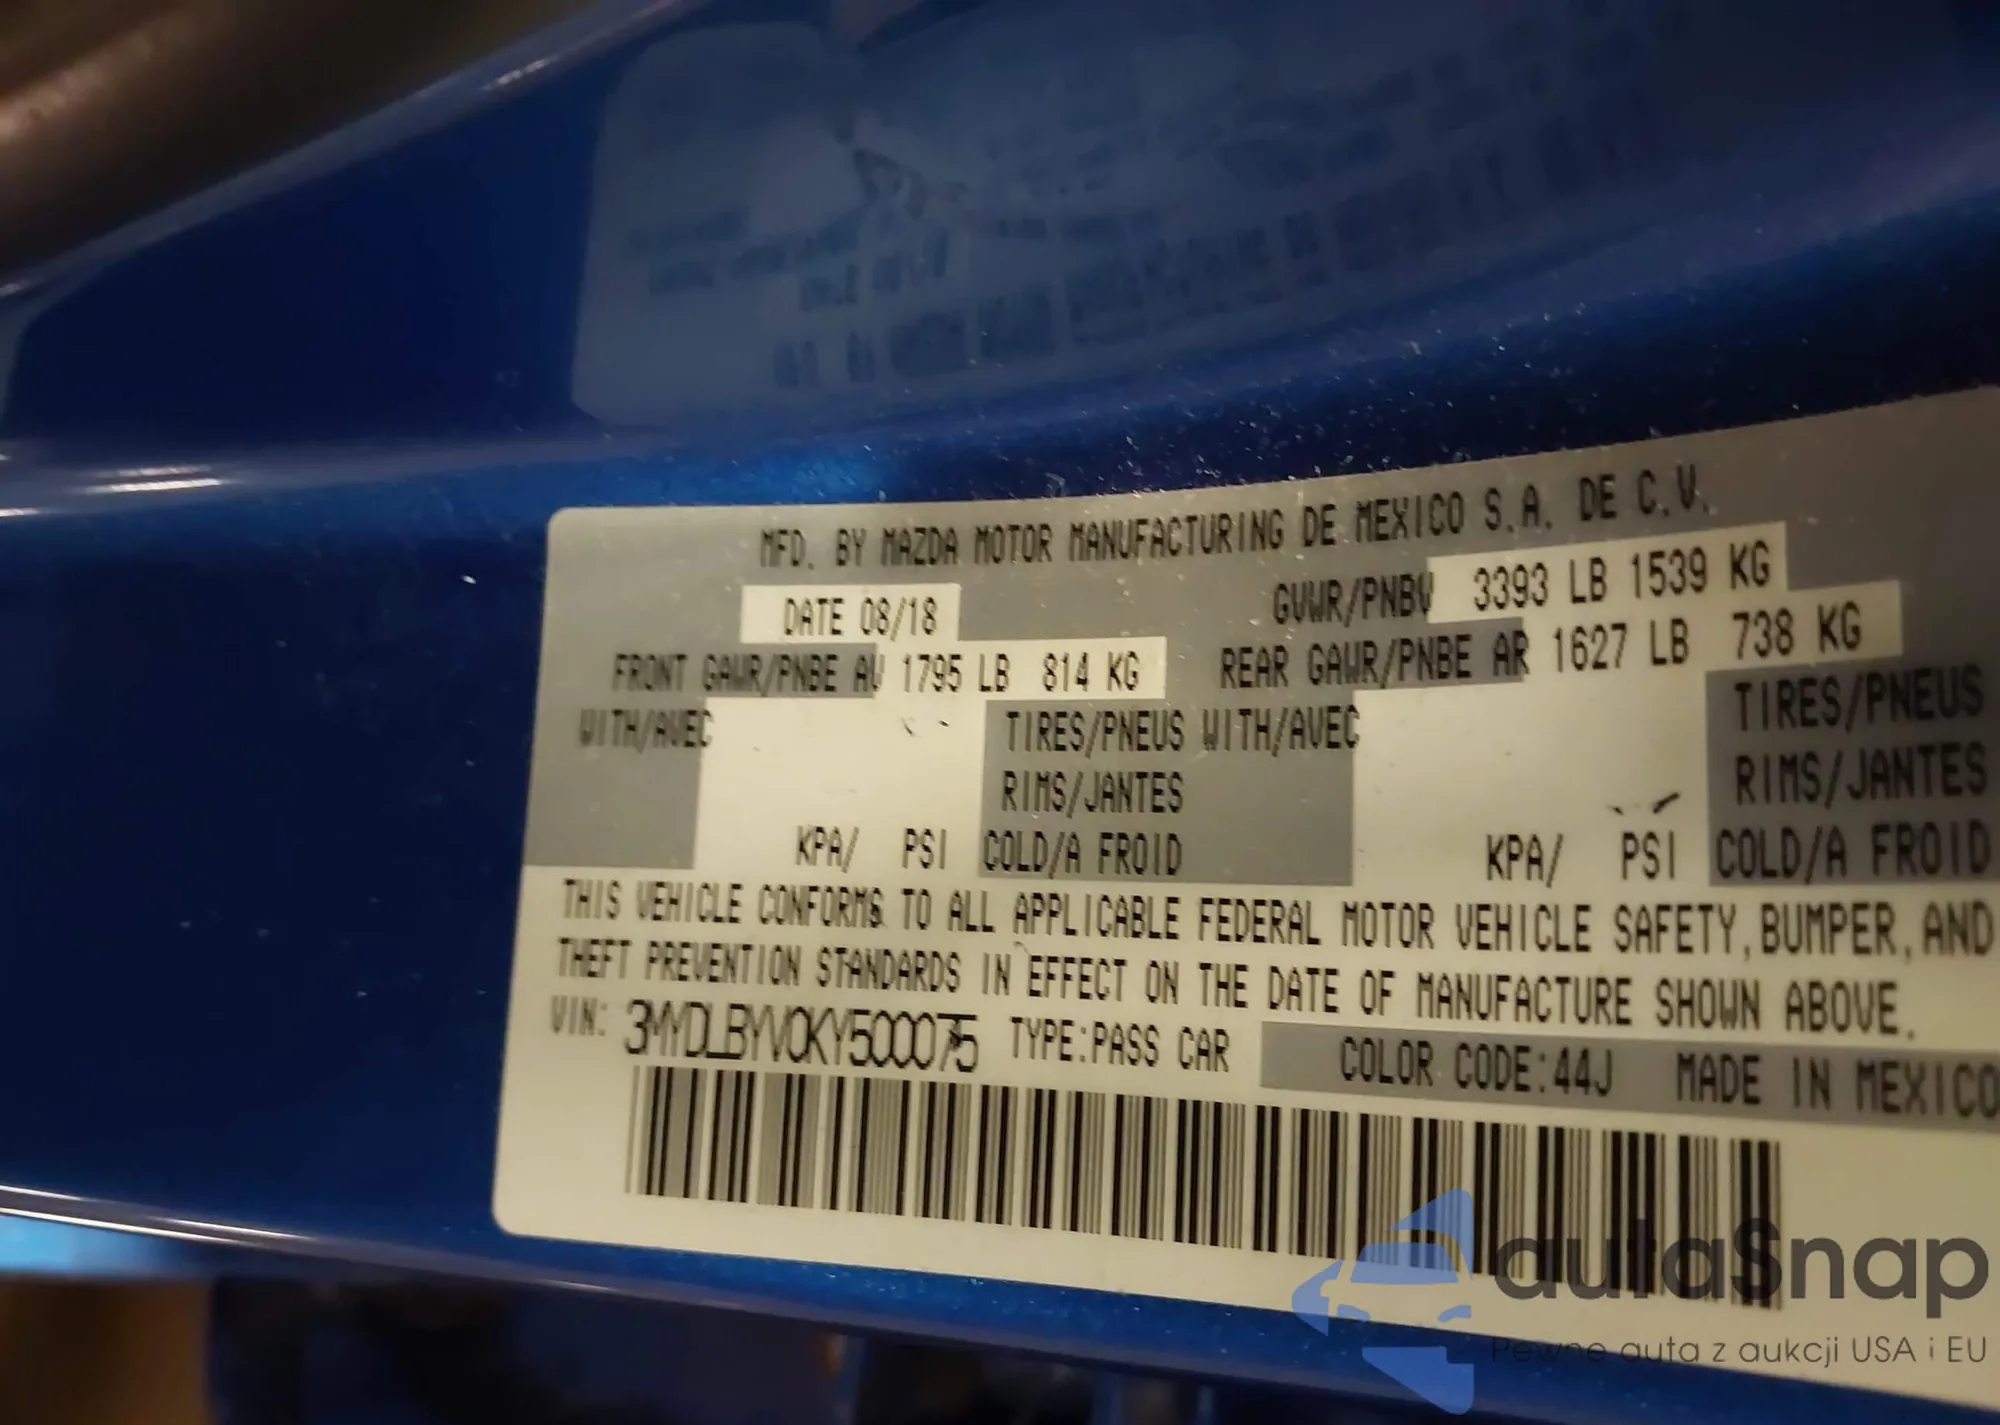 MFD. BY MAZDA MOTOR MANUFACTURING DE MEXICO S.A. DE C.V.
DATE 08/18 GVWR/PNBV 3393 LB 1539 KG
FRONT GAWR/PNBE AV 1795 LB 814 KG REAR GAWR/PNBE AR 1627 LB 738 KG
WITH/AVEC TIRES/PNEUS WITH/AVEC TIRES/PNEUS
RIMS/JANTES RIMS/JANTES
KPA/ PSI COLD/A FROID KPA/ PSI COLD/A FROID
THIS VEHICLE CONFORMS TO ALL APPLICABLE FEDERAL MOTOR VEHICLE SAFETY,BUMPER,AND
THEFT PREVENTION STANDARDS IN EFFECT ON THE DATE OF MANUFACTURE SHOWN ABOVE.
VIN: 3MYDLBYV0KY500075 TYPE:PASS CAR COLOR CODE:44J MADE IN MEXICO
autaSnap
Pewne auta z aukcji USA i EU